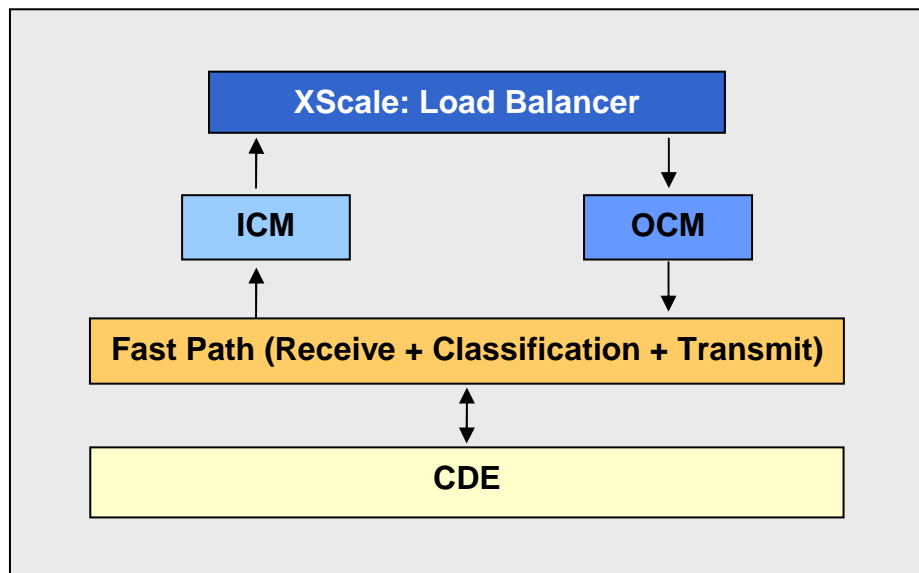 XScale: Load Balancer
ICM
OCM
Fast Path (Receive + Classification + Transmit)
CDE